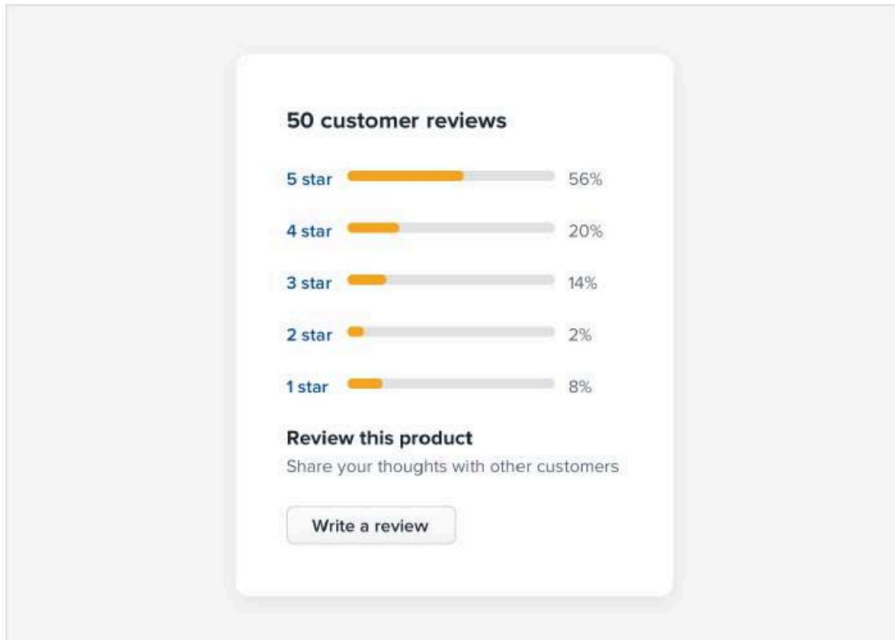 50 customer reviews
5 star 56%
4 star 20%
3 star 14%
2 star 2%
1 star 8%
Review this product
Share your thoughts with other customers
Write a review